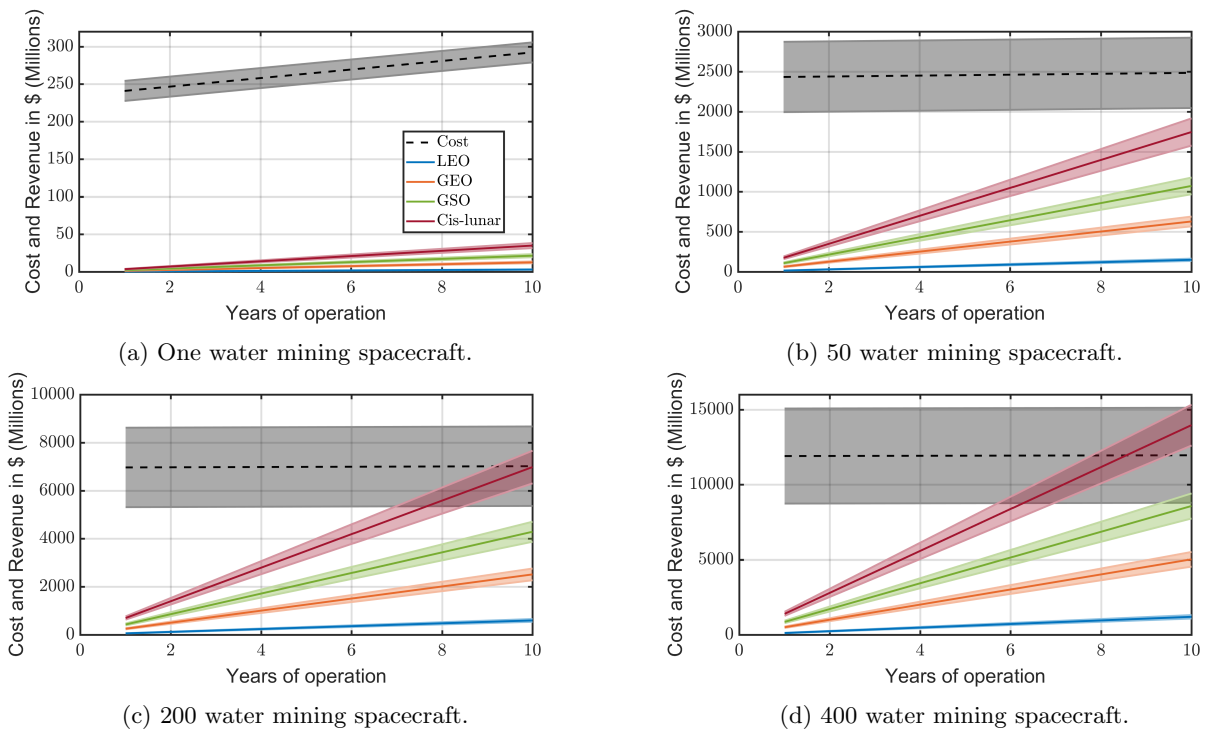 Cost and Revenue in $ (Millions)
300
250
200
150
100
50
0
0 2 4 6 8 10
Years of operation
Cost
LEO
GEO
GSO
Cis-lunar
(a) One water mining spacecraft.
Cost and Revenue in $ (Millions)
3000
2500
2000
1500
1000
500
0
0 2 4 6 8 10
Years of operation
(b) 50 water mining spacecraft.
Cost and Revenue in $ (Millions)
10000
8000
6000
4000
2000
0
0 2 4 6 8 10
Years of operation
(c) 200 water mining spacecraft.
Cost and Revenue in $ (Millions)
15000
10000
5000
0
0 2 4 6 8 10
Years of operation
(d) 400 water mining spacecraft.